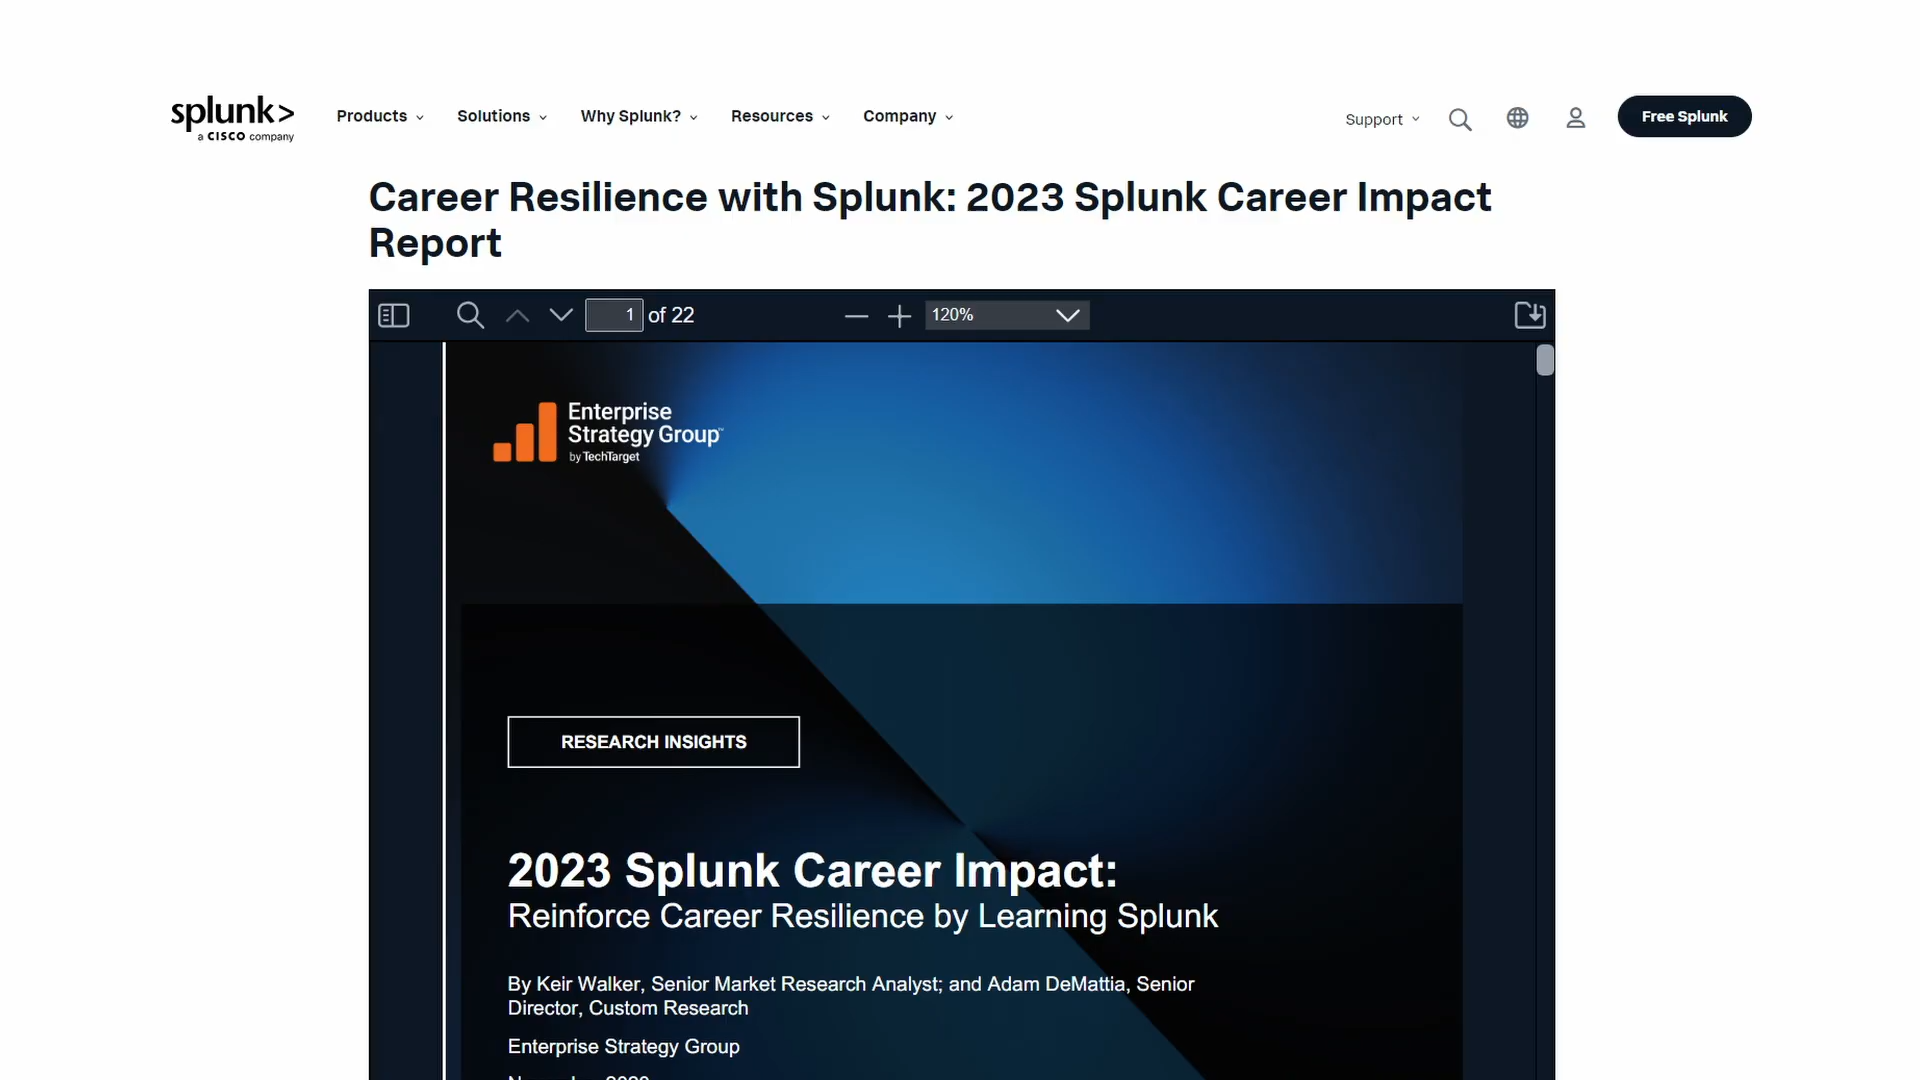 splunk>
a CISCO company
Products
Solutions
Why Splunk?
Resources
Company
Support
Free Splunk
Career Resilience with Splunk: 2023 Splunk Career Impact
Report
1 of 22
120%
Enterprise
Strategy Group™
by TechTarget
RESEARCH INSIGHTS
2023 Splunk Career Impact:
Reinforce Career Resilience by Learning Splunk
By Keir Walker, Senior Market Research Analyst; and Adam DeMattia, Senior
Director, Custom Research
Enterprise Strategy Group